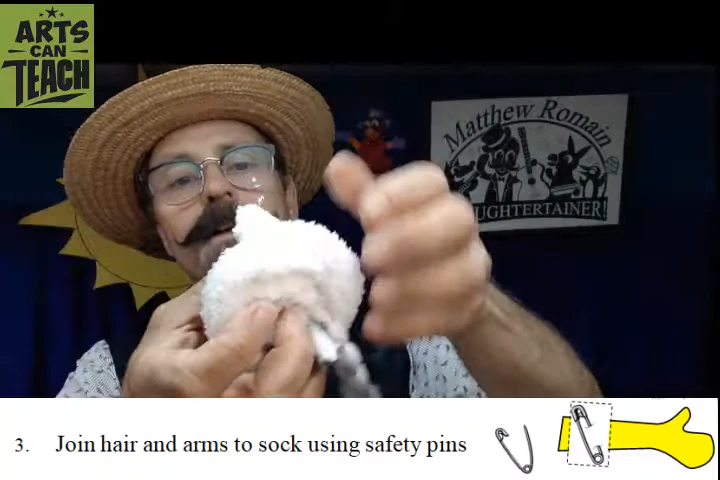 ARTS
CAN
TEACH
Matthew Romain
UGHTERTAINER!
3. Join hair and arms to sock using safety pins